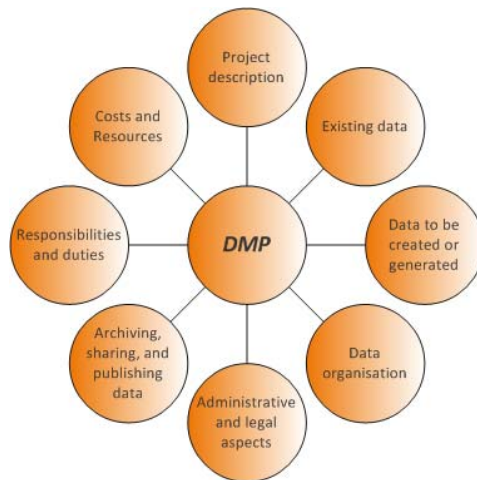 Project
description
Existing data
Data to be
created or
generated
Data
organisation
Administrative
and legal
aspects
Archiving,
sharing, and
publishing
data
Responsibilities
and duties
Costs and
Resources
DMP